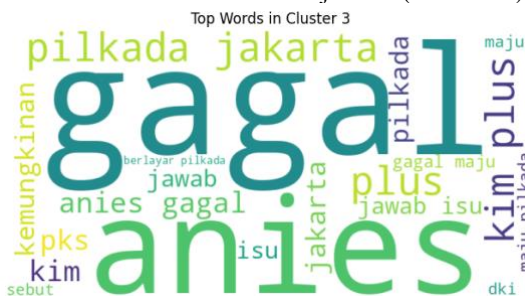 Top Words in Cluster 3
pilkada jakarta
gagal
anies
kim plus
plus
pilkada
maju
kemungkinan
berlayar pilkada
jawab
gagal maju
anies gagal
jakarta
jawab isu
pks
isu
kim
sebut
dki
maju pilkada